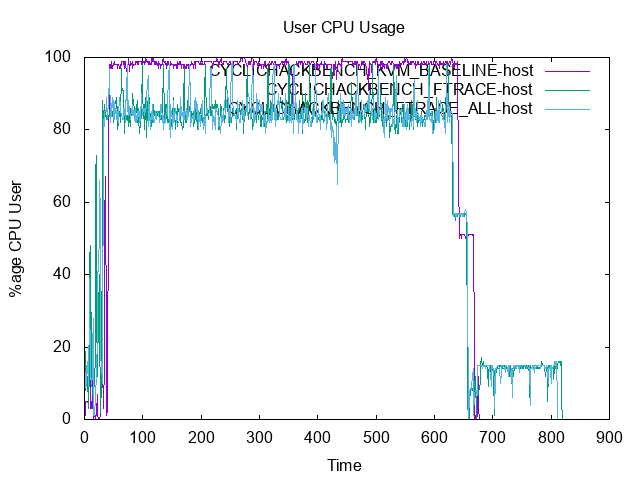 User CPU Usage
100
80
60
40
20
0
%age CPU User
CYCLICHACKBENCH_KVM_BASELINE-host
CYCLICHACKBENCH_FTRACE-host
CYCLICHACKBENCH_FTRACE_ALL-host
0 100 200 300 400 500 600 700 800 900
Time